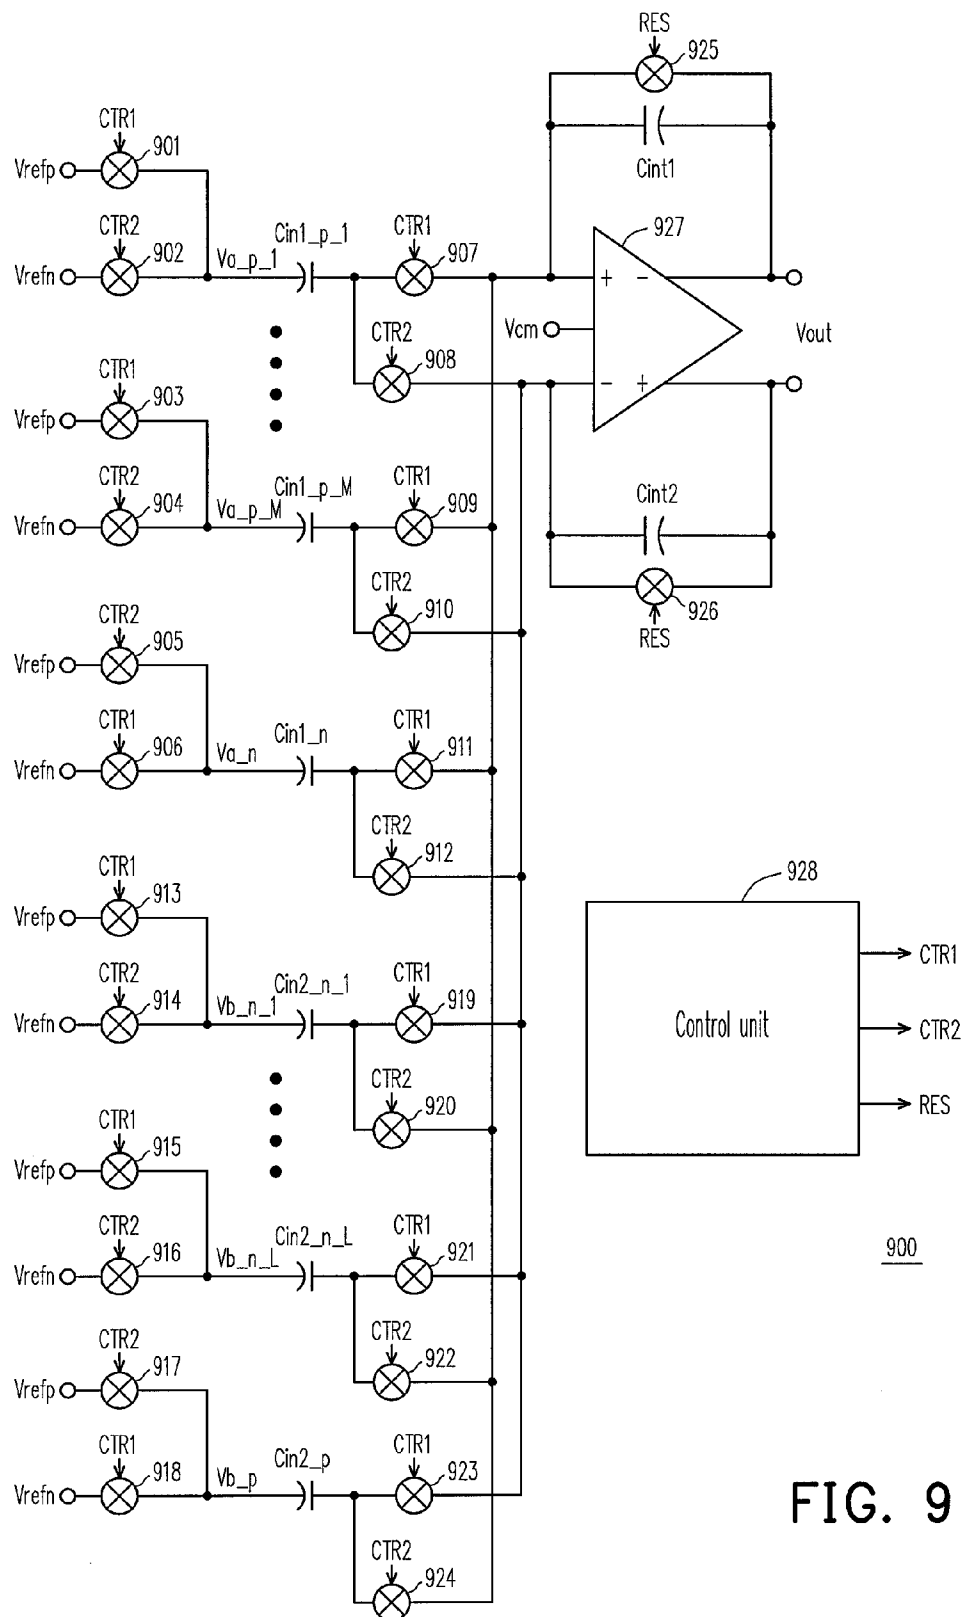 RES
925
Cint1
CTR1
901
Vrefp
CTR2
902
Vrefn
Va_p_1
Cin1_p_1
CTR1
907
CTR2
908
927
+ −
Vcm
− +
Vout
CTR1
903
Vrefp
CTR2
904
Vrefn
Va_p_M
Cin1_p_M
CTR1
909
CTR2
910
Cint2
926
RES
CTR2
905
Vrefp
CTR1
906
Vrefn
Va_n
Cin1_n
CTR1
911
CTR2
912
CTR1
913
Vrefp
CTR2
914
Vrefn
Vb_n_1
Cin2_n_1
CTR1
919
CTR2
920
928
Control unit
CTR1
CTR2
RES
CTR1
915
Vrefp
CTR2
916
Vrefn
Vb_n_L
Cin2_n_L
CTR1
921
CTR2
922
900
CTR2
917
Vrefp
CTR1
918
Vrefn
Vb_p
Cin2_p
CTR1
923
CTR2
924
FIG. 9